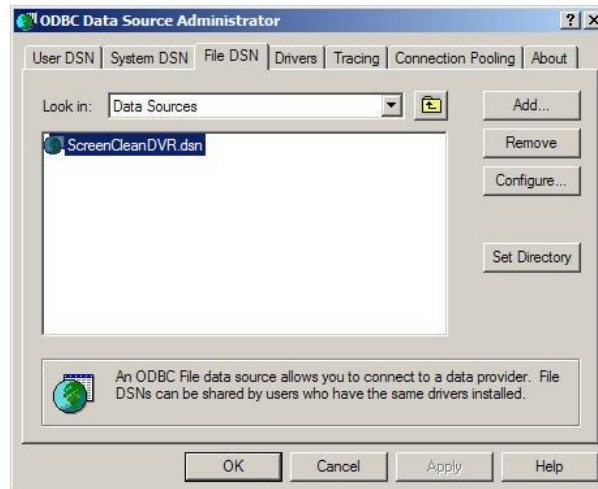 ODBC Data Source Administrator
User DSN System DSN File DSN Drivers Tracing Connection Pooling About
Look in: Data Sources Add...
ScreenCleanDVR.dsn
Remove
Configure...
Set Directory
An ODBC File data source allows you to connect to a data provider. File
DSNs can be shared by users who have the same drivers installed.
OK Cancel Apply Help